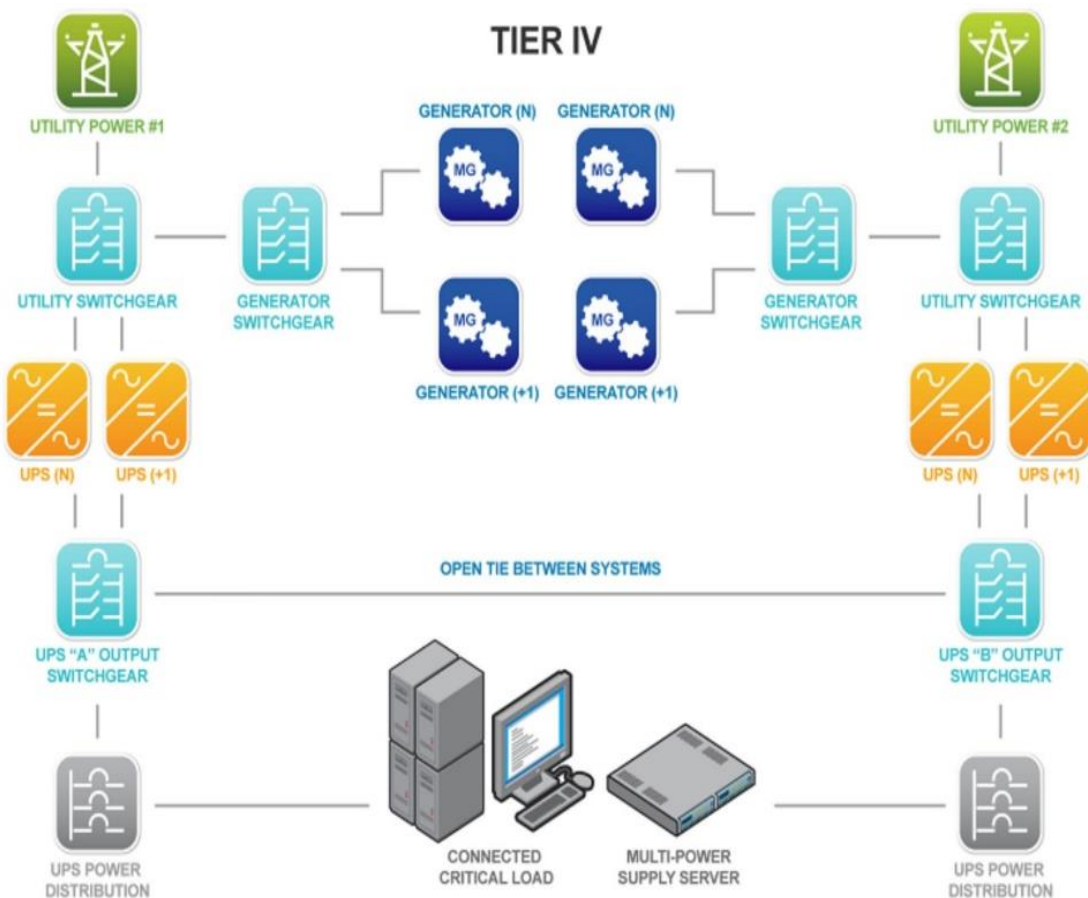 TIER IV
UTILITY POWER #1
UTILITY POWER #2
GENERATOR (N)
GENERATOR (N)
MG
MG
UTILITY SWITCHGEAR
GENERATOR
SWITCHGEAR
GENERATOR
SWITCHGEAR
UTILITY SWITCHGEAR
MG
MG
GENERATOR (+1)
GENERATOR (+1)
UPS (N)
UPS (+1)
UPS (N)
UPS (+1)
OPEN TIE BETWEEN SYSTEMS
UPS “A” OUTPUT
SWITCHGEAR
UPS “B” OUTPUT
SWITCHGEAR
CONNECTED
CRITICAL LOAD
MULTI-POWER
SUPPLY SERVER
UPS POWER
DISTRIBUTION
UPS POWER
DISTRIBUTION